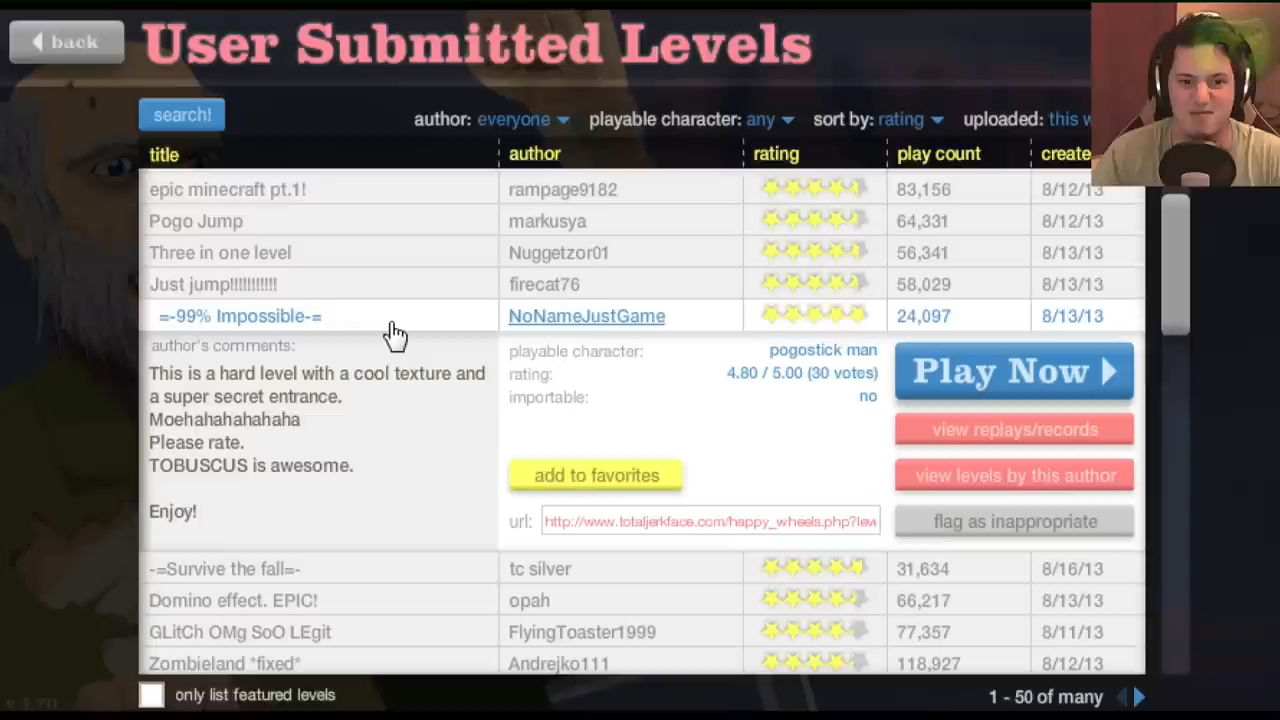 back
User Submitted Levels
search!
author: everyone playable character: any sort by: rating uploaded: this
title author rating play count create
epic minecraft pt.1! rampage9182 83,156 8/12/13
Pogo Jump markusya 64,331 8/12/13
Three in one level Nuggetzor01 56,341 8/13/13
Just jump!!!!!!!!!!! firecat76 58,029 8/13/13
=-99% Impossible-= NoNameJustGame 24,097 8/13/13
author's comments:
This is a hard level with a cool texture and
a super secret entrance.
Moehahahahahaha
Please rate.
TOBUSCUS is awesome.
Enjoy!
playable character: pogostick man
rating: 4.80 / 5.00 (30 votes)
importable: no
add to favorites
url: http://www.totaljerkface.com/happy_wheels.php?lev
Play Now
view replays/records
view levels by this author
flag as inappropriate
-=Survive the fall=- tc silver 31,634 8/16/13
Domino effect. EPIC! opah 66,217 8/13/13
GLitCh OMg SoO LEgit FlyingToaster1999 77,357 8/11/13
Zombieland *fixed* Andrejko111 118,927 8/12/13
only list featured levels
1 - 50 of many